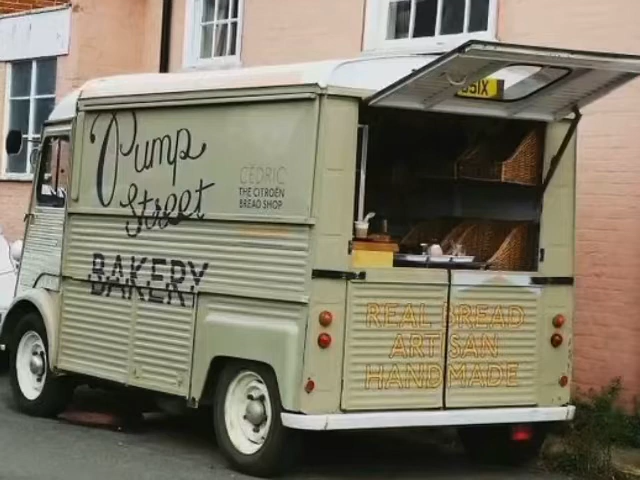 Pump
Street
BAKERY
CÉDRIC
THE CITROËN
BREAD SHOP
REAL BREAD
ARTISAN
HANDMADE